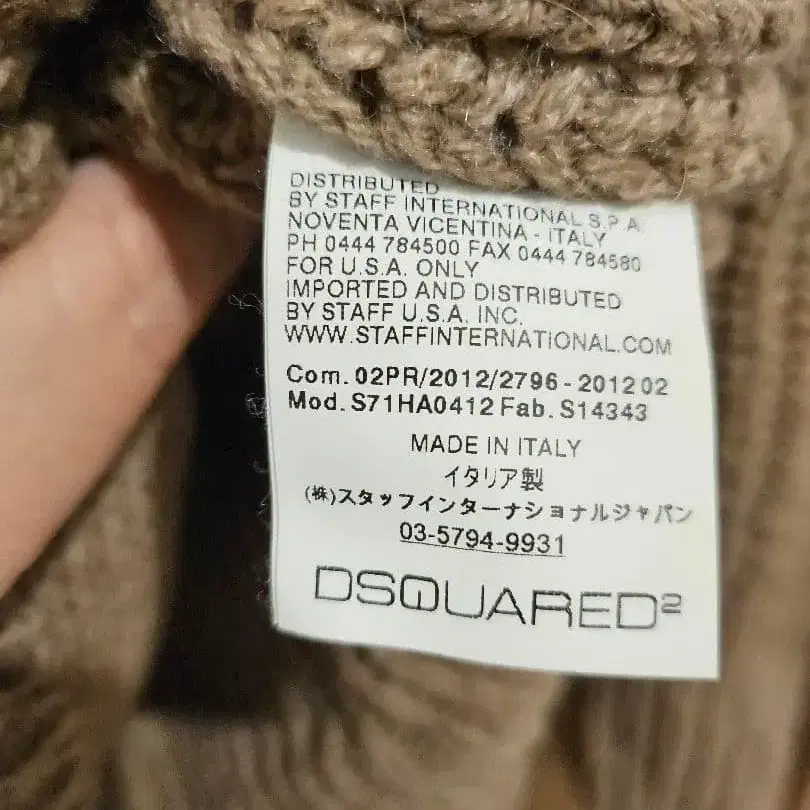 DISTRIBUTED
BY STAFF INTERNATIONAL S.P.A.
NOVENTA VICENTINA - ITALY
PH 0444 784500 FAX 0444 784580
FOR U.S.A. ONLY
IMPORTED AND DISTRIBUTED
BY STAFF U.S.A. INC.
WWW.STAFFINTERNATIONAL.COM
Com. 02PR/2012/2796 - 2012 02
Mod. S71HA0412 Fab. S14343
MADE IN ITALY
イタリア製
(株)スタッフインターナショナルジャパン
03-5794-9931
DSQUARED2